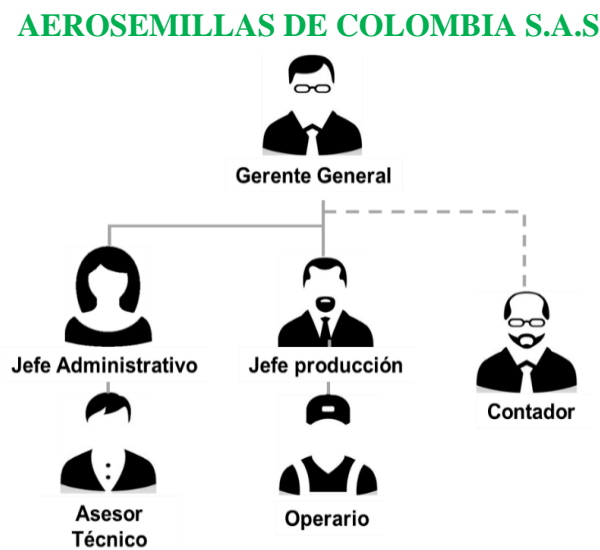 AEROSEMILLAS DE COLOMBIA S.A.S
Gerente General
Jefe Administrativo
Jefe producción
Contador
Asesor
Técnico
Operario